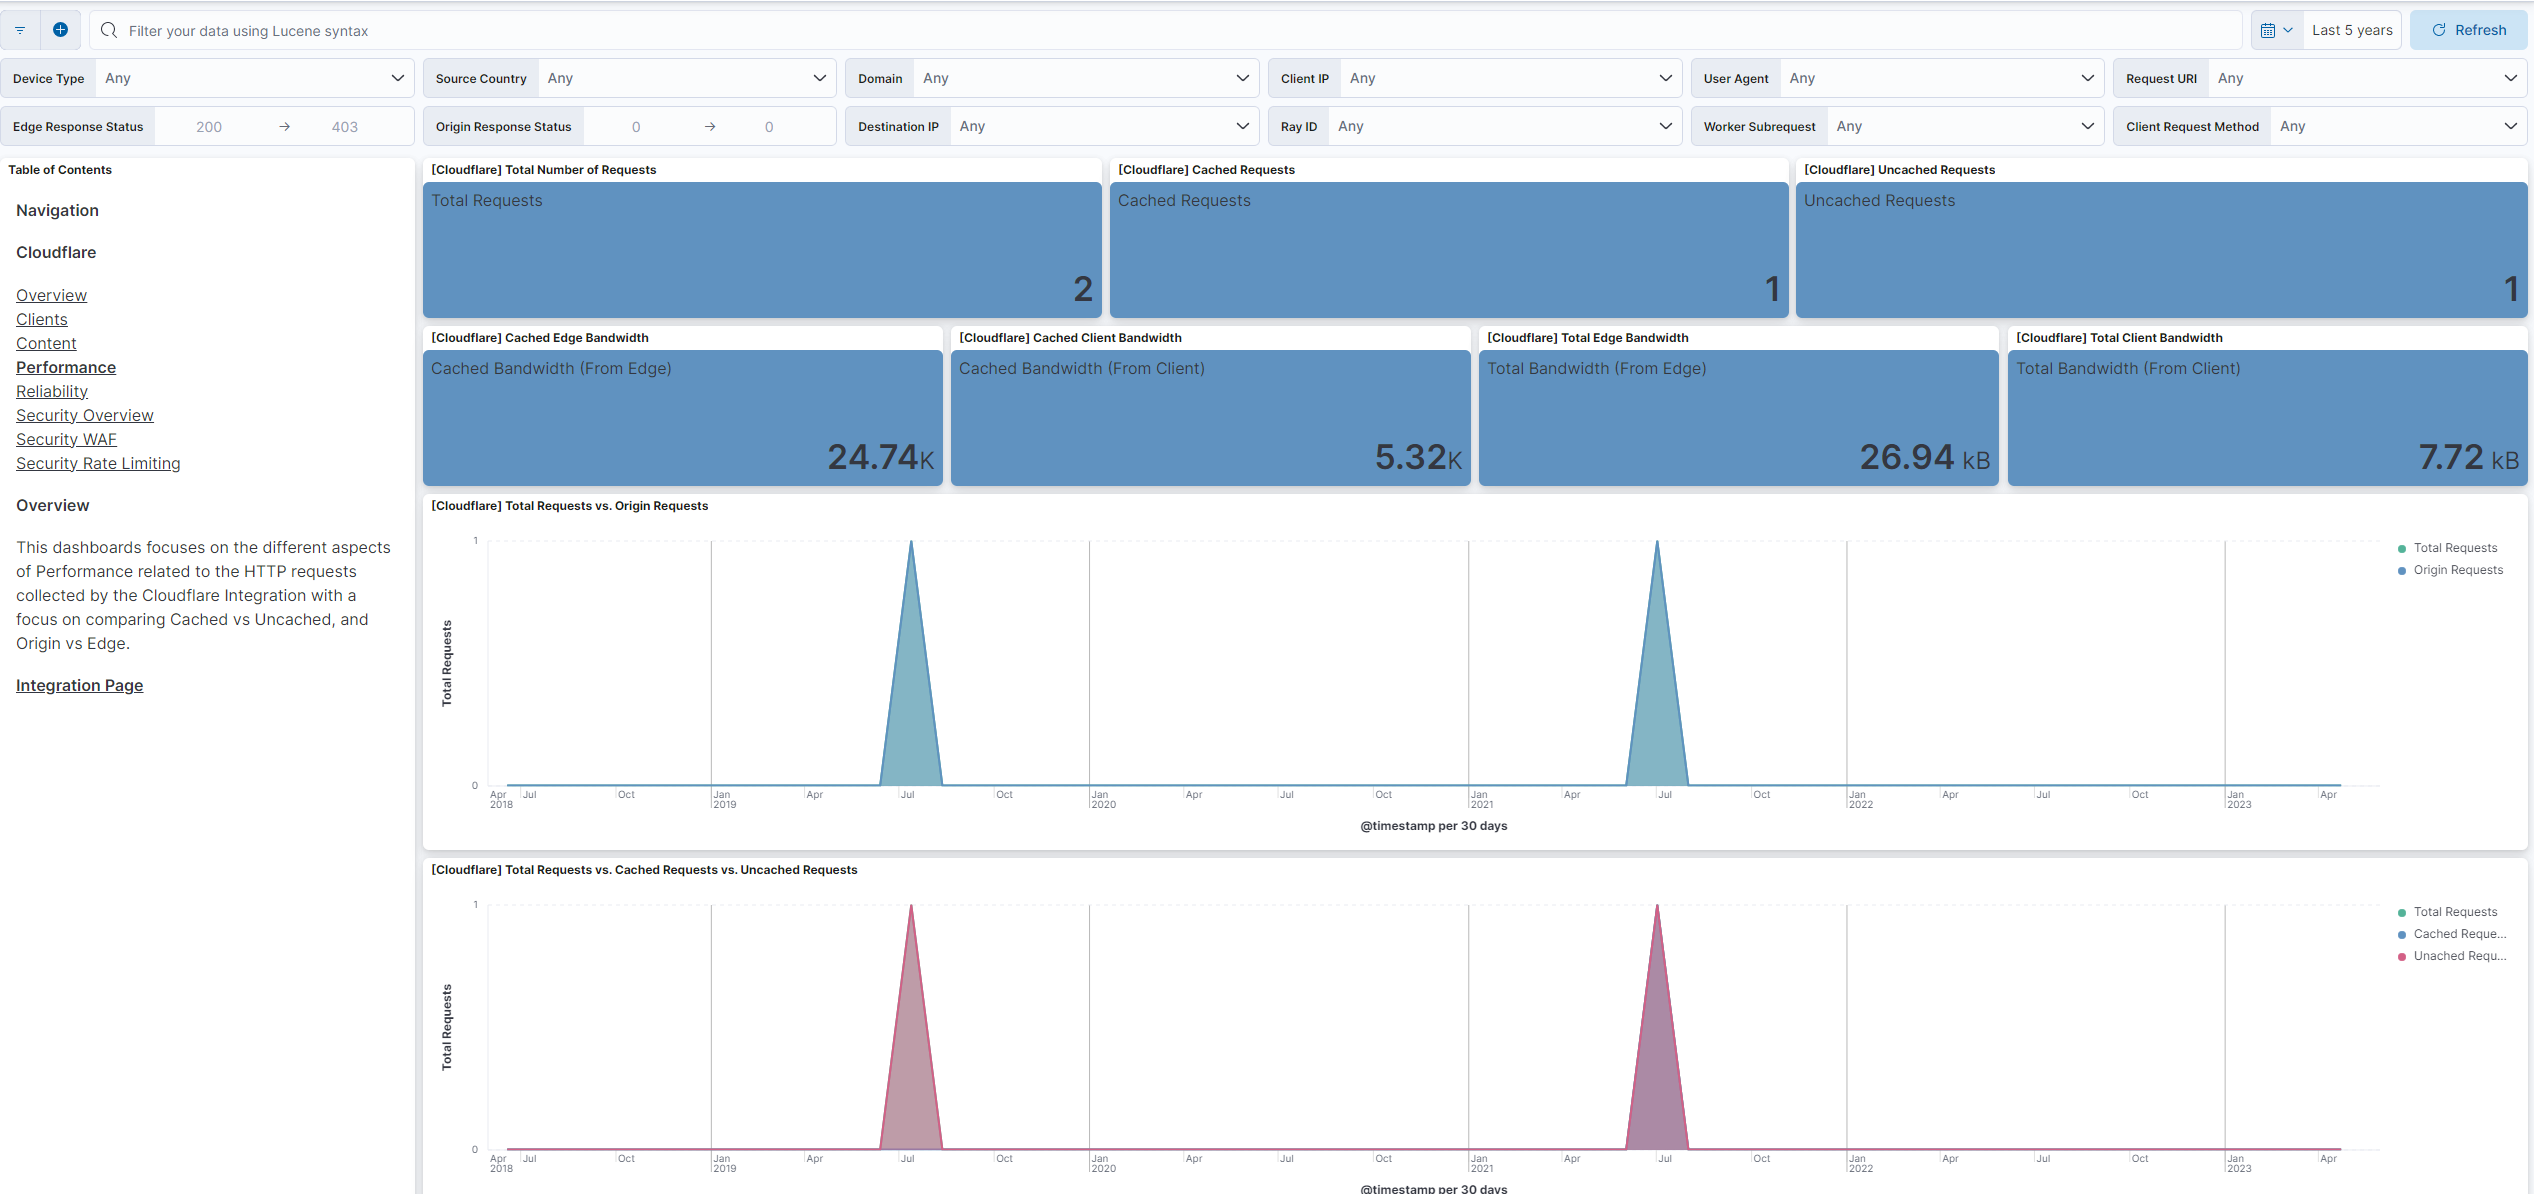 Filter your data using Lucene syntax
Last 5 years
Refresh
Device Type Any
Source Country Any
Domain Any
Client IP Any
User Agent Any
Request URI Any
Edge Response Status 200 → 403
Origin Response Status 0 → 0
Destination IP Any
Ray ID Any
Worker Subrequest Any
Client Request Method Any
Table of Contents
Navigation
Cloudflare
Overview
Clients
Content
Performance
Reliability
Security Overview
Security WAF
Security Rate Limiting
Overview
This dashboards focuses on the different aspects
of Performance related to the HTTP requests
collected by the Cloudflare Integration with a
focus on comparing Cached vs Uncached, and
Origin vs Edge.
Integration Page
[Cloudflare] Total Number of Requests
Total Requests
2
[Cloudflare] Cached Requests
Cached Requests
1
[Cloudflare] Uncached Requests
Uncached Requests
1
[Cloudflare] Cached Edge Bandwidth
Cached Bandwidth (From Edge)
24.74K
[Cloudflare] Cached Client Bandwidth
Cached Bandwidth (From Client)
5.32K
[Cloudflare] Total Edge Bandwidth
Total Bandwidth (From Edge)
26.94 kB
[Cloudflare] Total Client Bandwidth
Total Bandwidth (From Client)
7.72 kB
[Cloudflare] Total Requests vs. Origin Requests
1
Total Requests
0
Apr Jul Oct Jan Apr Jul Oct Jan Apr Jul Oct Jan Apr Jul Oct Jan Apr Jul Oct Jan Apr
2018 2019 2020 2021 2022 2023
@timestamp per 30 days
Total Requests
Origin Requests
[Cloudflare] Total Requests vs. Cached Requests vs. Uncached Requests
1
Total Requests
0
Apr Jul Oct Jan Apr Jul Oct Jan Apr Jul Oct Jan Apr Jul Oct Jan Apr Jul Oct Jan Apr
2018 2019 2020 2021 2022 2023
@timestamp per 30 days
Total Requests
Cached Reque...
Unached Requ...